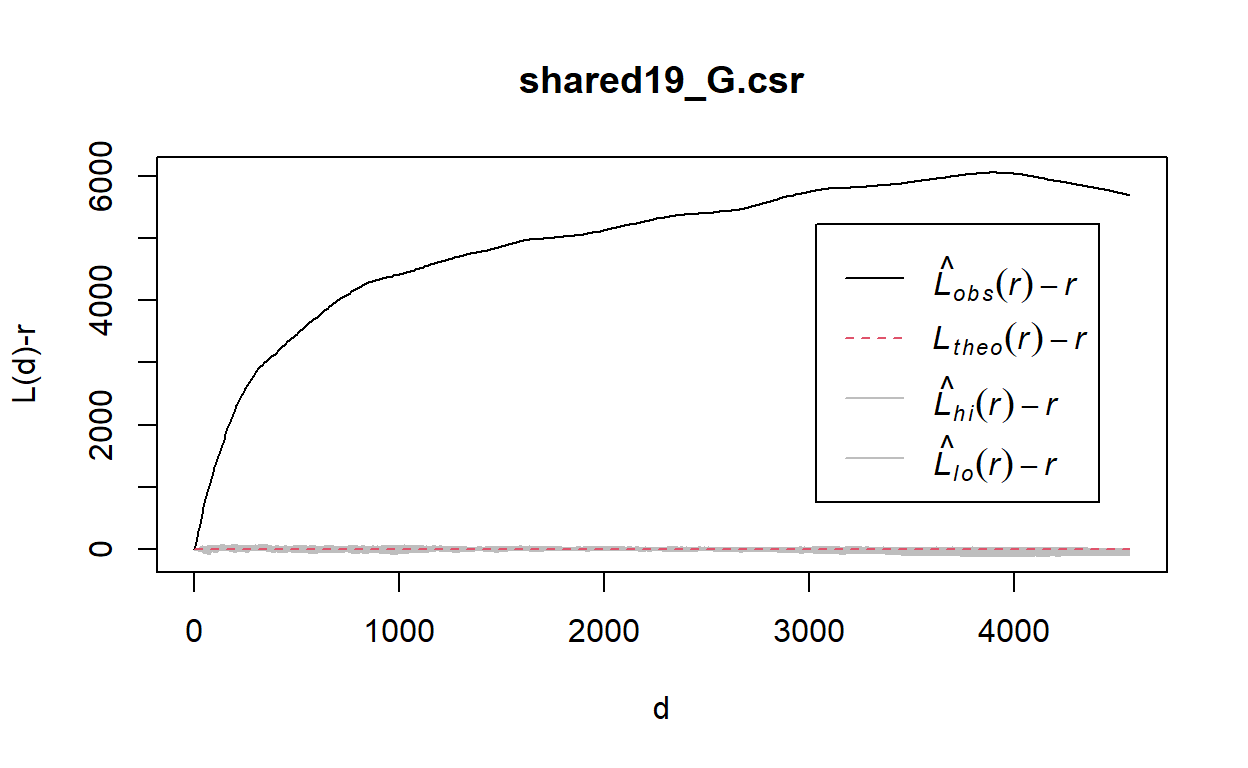 shared19_G.csr
L(d)-r
6000
4000
2000
0
L̂obs(r) − r
Ltheo(r) − r
L̂hi(r) − r
L̂lo(r) − r
0 1000 2000 3000 4000
d